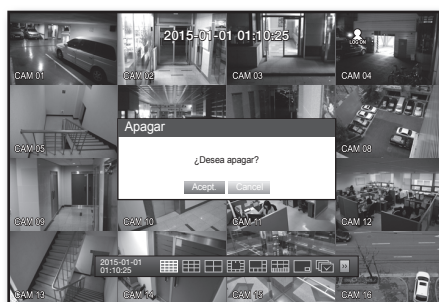 2015-01-01 01:10:25
LOG ON
CAM 01
CAM 02
CAM 03
CAM 04
Apagar
CAM 05
CAM 08
¿Desea apagar?
Acept. Cancel
CAM 09
CAM 10
CAM 11
CAM 12
2015-01-01
01:10:25
CAM 13
CAM 14
CAM 15
CAM 16